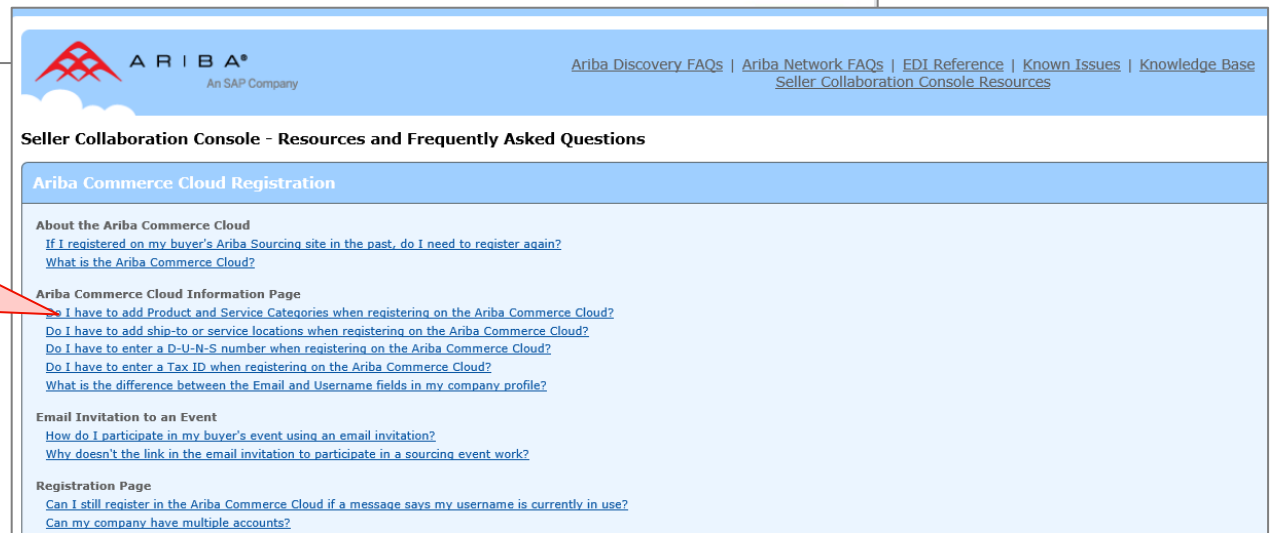 ARIBA®
An SAP Company
Ariba Discovery FAQs | Ariba Network FAQs | EDI Reference | Known Issues | Knowledge Base
Seller Collaboration Console Resources
Seller Collaboration Console - Resources and Frequently Asked Questions
Ariba Commerce Cloud Registration
About the Ariba Commerce Cloud
If I registered on my buyer's Ariba Sourcing site in the past, do I need to register again?
What is the Ariba Commerce Cloud?
Ariba Commerce Cloud Information Page
Do I have to add Product and Service Categories when registering on the Ariba Commerce Cloud?
Do I have to add ship-to or service locations when registering on the Ariba Commerce Cloud?
Do I have to enter a D-U-N-S number when registering on the Ariba Commerce Cloud?
Do I have to enter a Tax ID when registering on the Ariba Commerce Cloud?
What is the difference between the Email and Username fields in my company profile?
Email Invitation to an Event
How do I participate in my buyer's event using an email invitation?
Why doesn't the link in the email invitation to participate in a sourcing event work?
Registration Page
Can I still register in the Ariba Commerce Cloud if a message says my username is currently in use?
Can my company have multiple accounts?